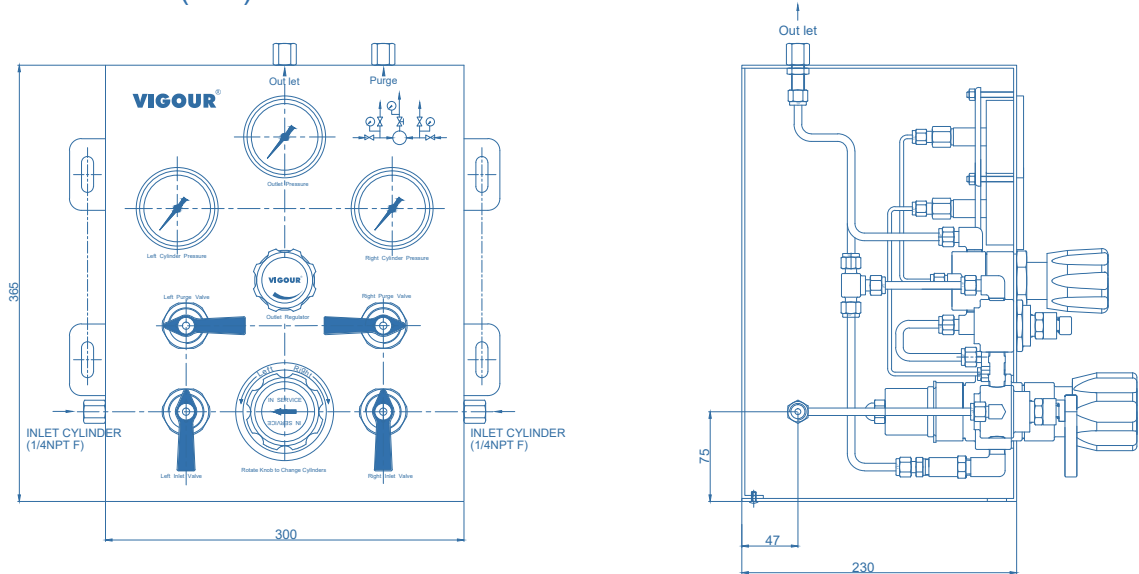 Out let
Purge
VIGOUR®
Outlet Pressure
Left Cylinder Pressure
Right Cylinder Pressure
VIGOUR
Outlet Regulator
Left Purge Valve
Right Purge Valve
Left
Right
IN SERVICE
IN SERVICE
INLET CYLINDER
(1/4NPT F)
INLET CYLINDER
(1/4NPT F)
Left Inlet Valve
Rotate Knob to Change Cylinders
Right Inlet Valve
365
300
Out let
75
47
230